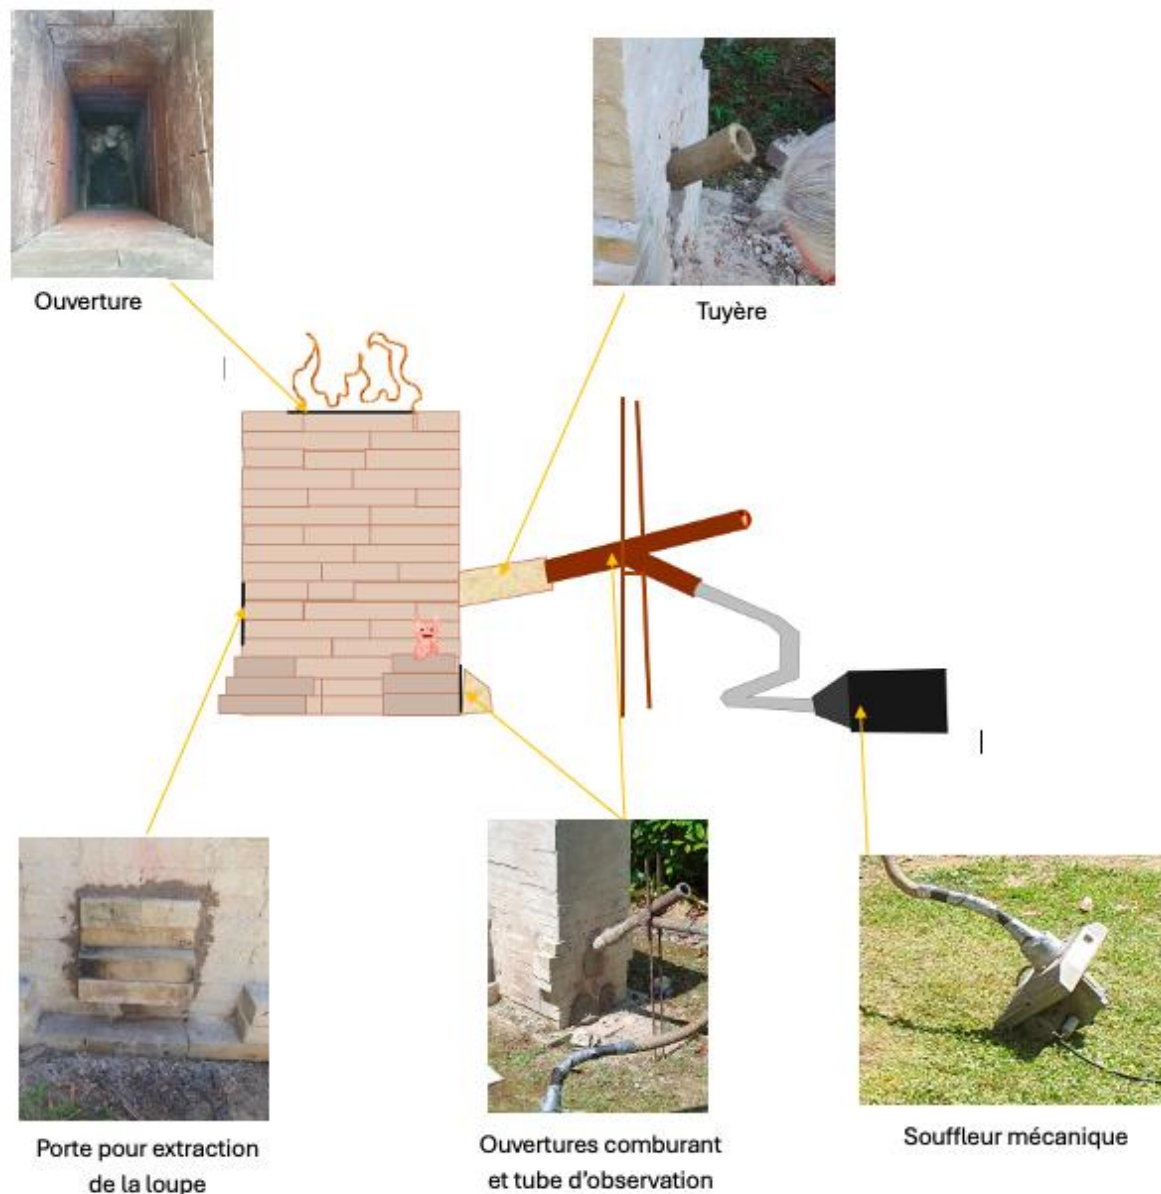 Ouverture
Tuyère
Porte pour extraction
de la loupe
Ouvertures comburant
et tube d’observation
Souffleur mécanique